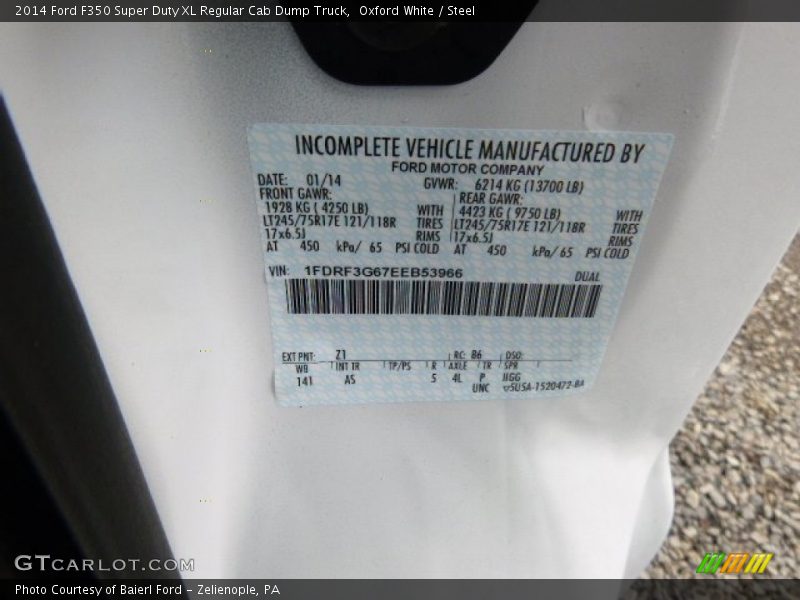 2014 Ford F350 Super Duty XL Regular Cab Dump Truck, Oxford White / Steel
INCOMPLETE VEHICLE MANUFACTURED BY
FORD MOTOR COMPANY
DATE: 01/14 GVWR: 6214 KG (13700 LB)
FRONT GAWR: REAR GAWR:
1928 KG ( 4250 LB) WITH 4423 KG ( 9750 LB) WITH
LT245/75R17E 121/118R TIRES LT245/75R17E 121/118R TIRES
17x6.5J RIMS 17x6.5J RIMS
AT 450 kPa/ 65 PSI COLD AT 450 kPa/ 65 PSI COLD
VIN: 1FDRF3G67EEB53966 DUAL
EXT PNT: Z1 RC: 86 DSO:
WB INT TR TP/PS R AXLE TR SPR
141 AS 5 4L P
UNC 5U5A-1520472-BA
GTCARLOT.COM
Photo Courtesy of Baierl Ford - Zelienople, PA